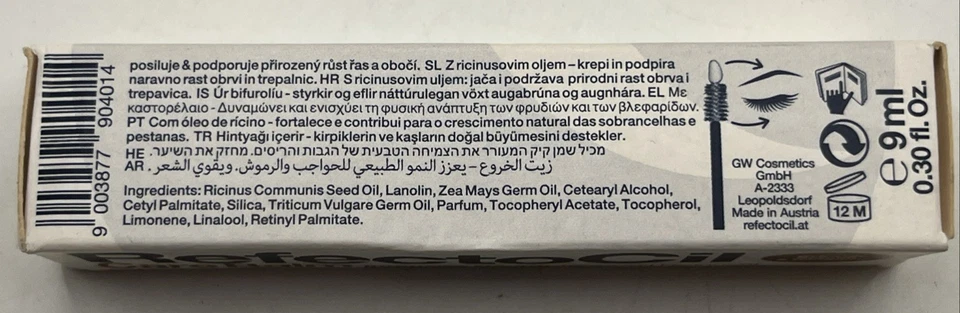 9 003877 904014
posiluje & podporuje přirozený růst řas a obočí. SL Z ricinusovim oljem – krepi in podpira
naravno rast obrvi in trepalnic. HR S ricinusovim uljem: jača i podržava prirodni rast obrva i
trepavica. IS Úr bifurolíu - styrkir og eflir náttúrulegan vöxt augabrúna og augnhára. EL Με
καστορέλαιο - Δυναμώνει και ενισχύει τη φυσική ανάπτυξη των φρυδιών και των βλεφαρίδων.
PT Com óleo de rícino - fortalece e contribui para o crescimento natural das sobrancelhas e
pestanas. TR Hintyağı içerir - kirpiklerin ve kaşların doğal büyümesini destekler.
HE מכיל שמן קיק המעורר את הצמיחה הטבעית של הגבות והריסים. מחזק את השיער.
AR زيت الخروع - يعزز النمو الطبيعي للحواجب والرموش. ويقوي الشعر.
Ingredients: Ricinus Communis Seed Oil, Lanolin, Zea Mays Germ Oil, Cetearyl Alcohol,
Cetyl Palmitate, Silica, Triticum Vulgare Germ Oil, Parfum, Tocopheryl Acetate, Tocopherol,
Limonene, Linalool, Retinyl Palmitate.
GW Cosmetics
GmbH
A-2333
Leopoldsdorf
Made in Austria
refectocil.at
12 M
℮ 9 ml
0.30 fl. Oz.
RefectoCil